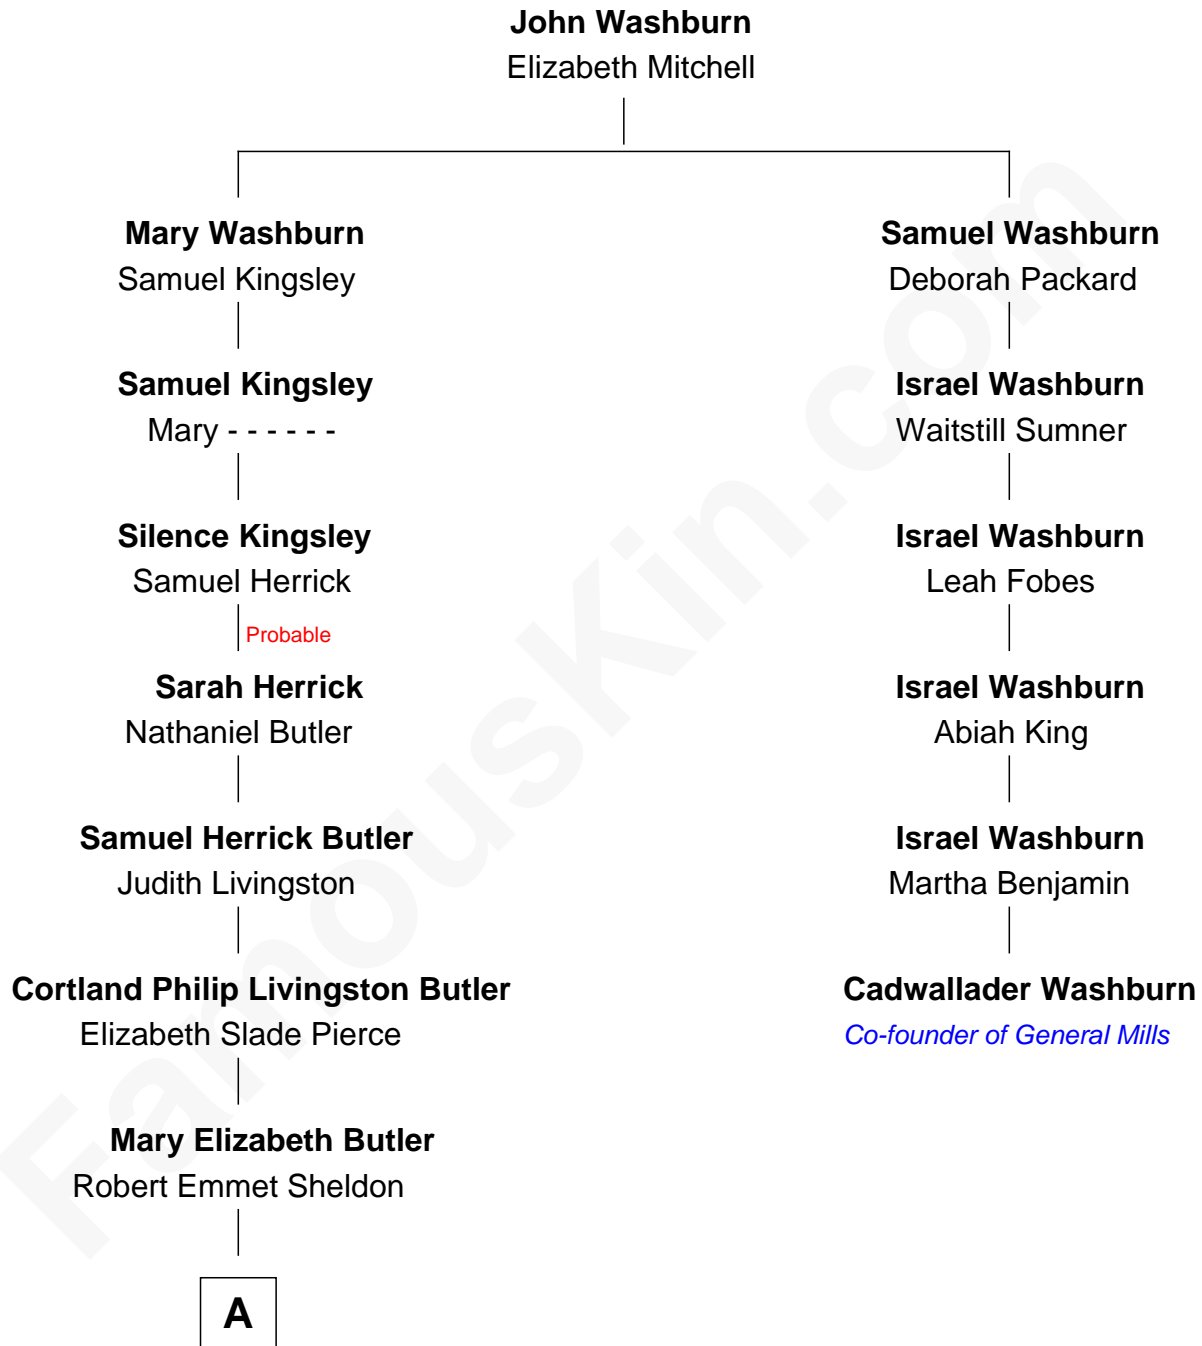 John Washburn
Elizabeth Mitchell
Mary Washburn
Samuel Kingsley
Samuel Washburn
Deborah Packard
Samuel Kingsley
Mary - - - - - -
Israel Washburn
Waitstill Sumner
Silence Kingsley
Samuel Herrick
Israel Washburn
Leah Fobes
Probable
Sarah Herrick
Nathaniel Butler
Israel Washburn
Abiah King
Samuel Herrick Butler
Judith Livingston
Israel Washburn
Martha Benjamin
Cortland Philip Livingston Butler
Elizabeth Slade Pierce
Cadwallader Washburn
Co-founder of General Mills
Mary Elizabeth Butler
Robert Emmet Sheldon
A
FamousKin.com